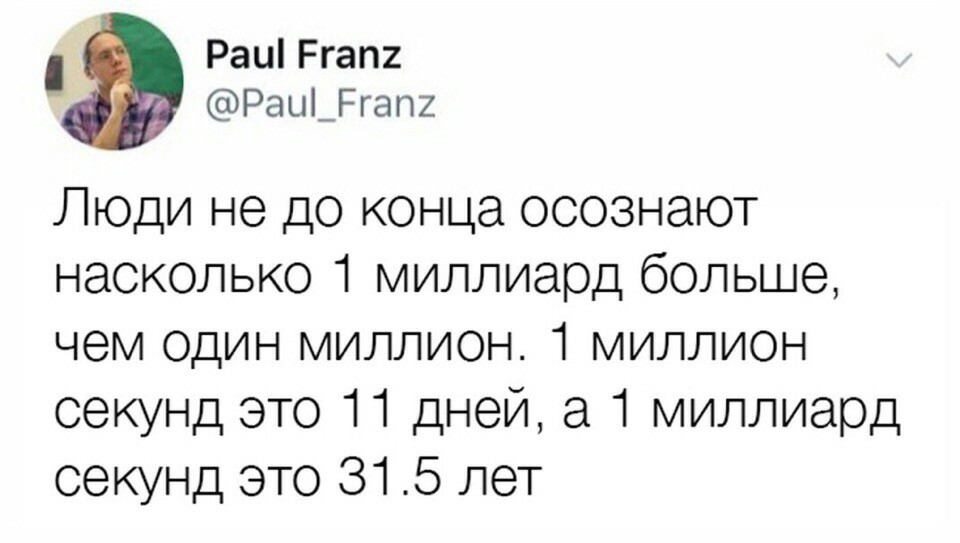 Paul Franz
@Paul_Franz
Люди не до конца осознают
насколько 1 миллиард больше,
чем один миллион. 1 миллион
секунд это 11 дней, а 1 миллиард
секунд это 31.5 лет